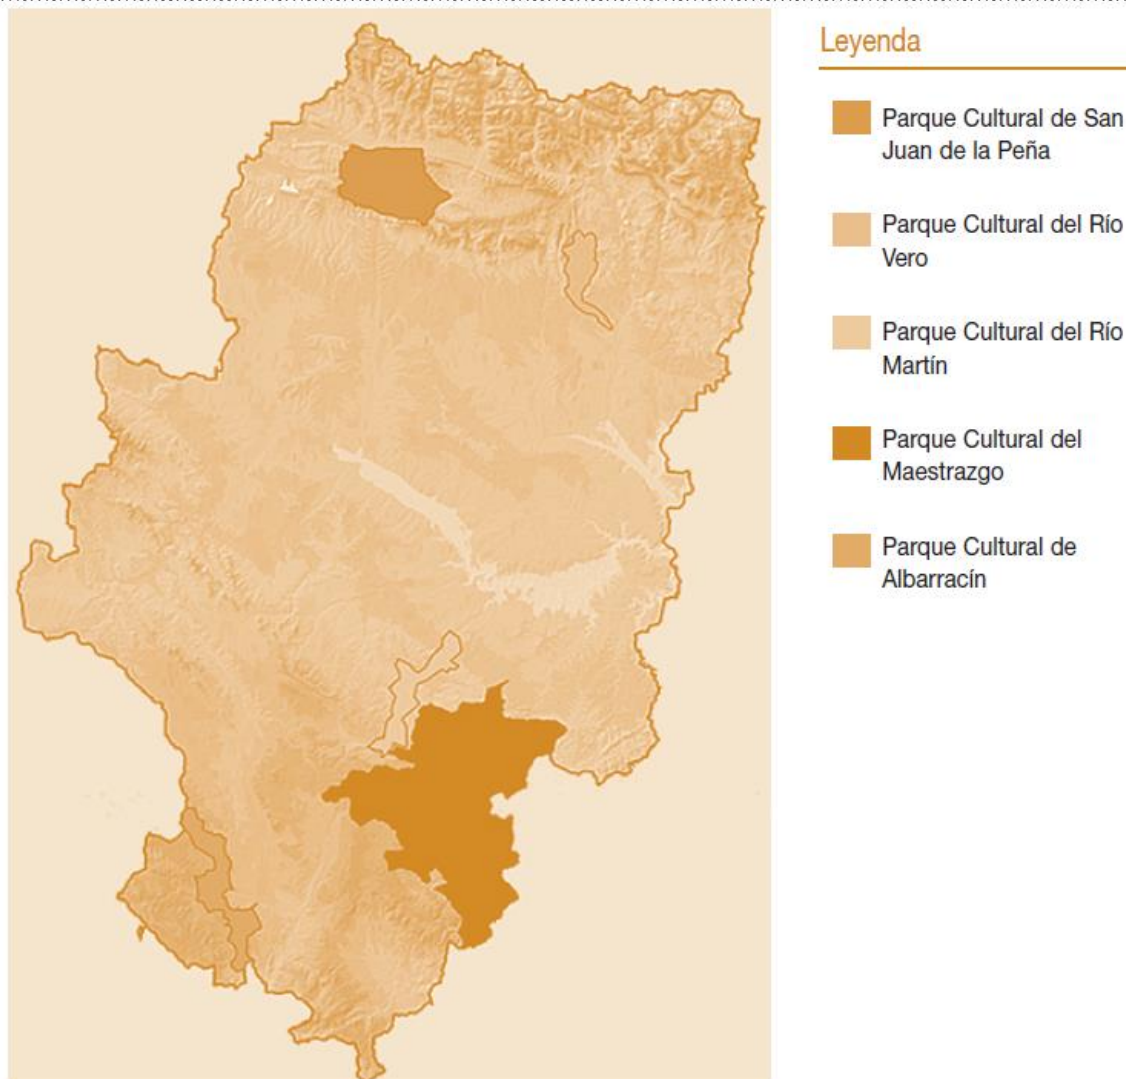 Leyenda
Parque Cultural de San
Juan de la Peña
Parque Cultural del Río
Vero
Parque Cultural del Río
Martín
Parque Cultural del
Maestrazgo
Parque Cultural de
Albarracín